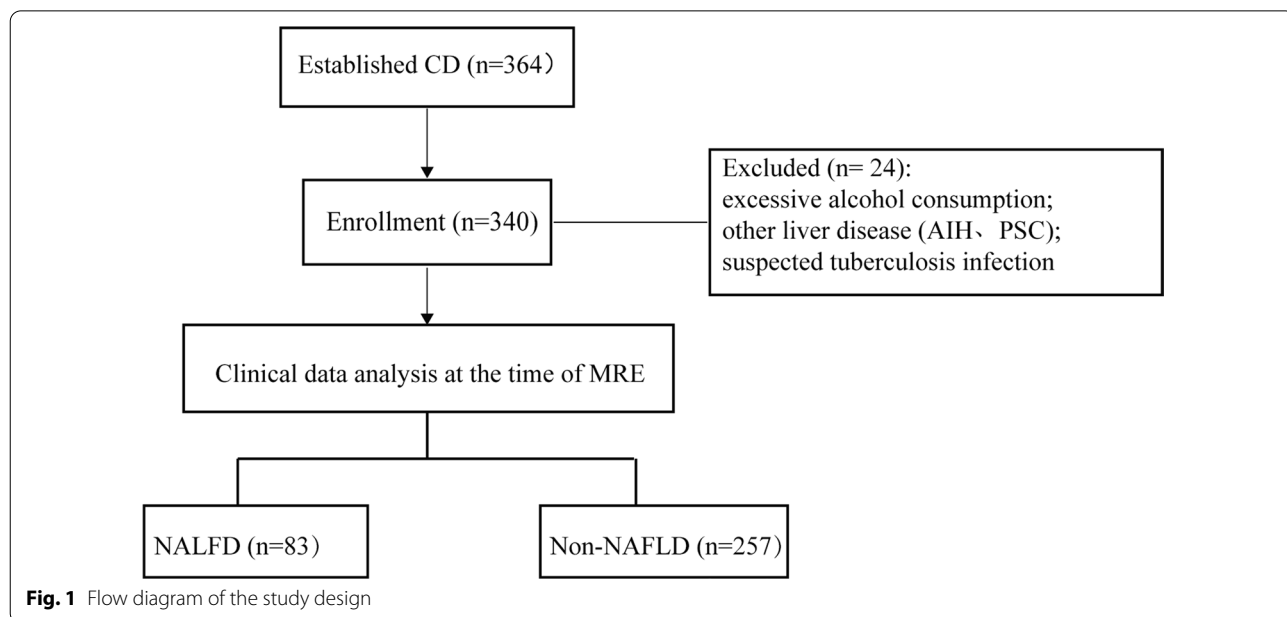 Established CD (n=364）
Enrollment (n=340)
Excluded (n= 24):
excessive alcohol consumption;
other liver disease (AIH、PSC);
suspected tuberculosis infection
Clinical data analysis at the time of MRE
NALFD (n=83）
Non-NAFLD (n=257)
Fig. 1 Flow diagram of the study design